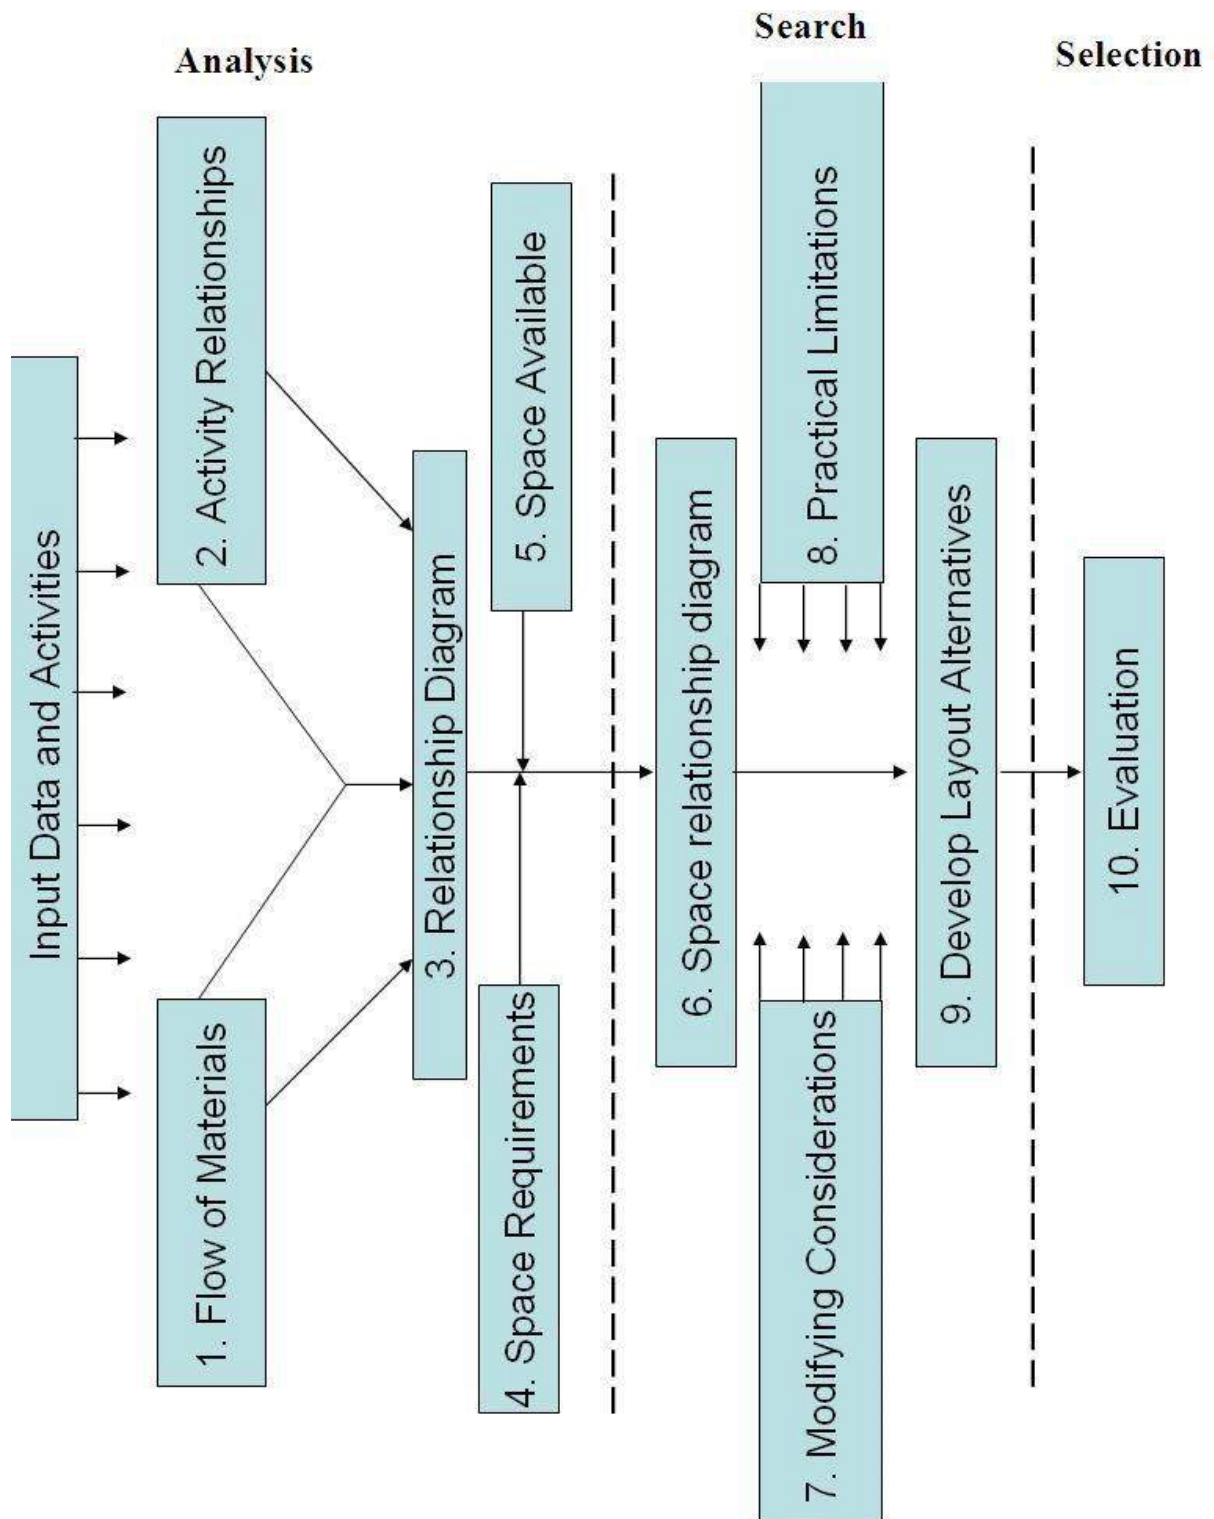 Analysis
Search
Selection
Input Data and Activities
1. Flow of Materials
2. Activity Relationships
3. Relationship Diagram
4. Space Requirements
5. Space Available
6. Space relationship diagram
7. Modifying Considerations
8. Practical Limitations
9. Develop Layout Alternatives
10. Evaluation